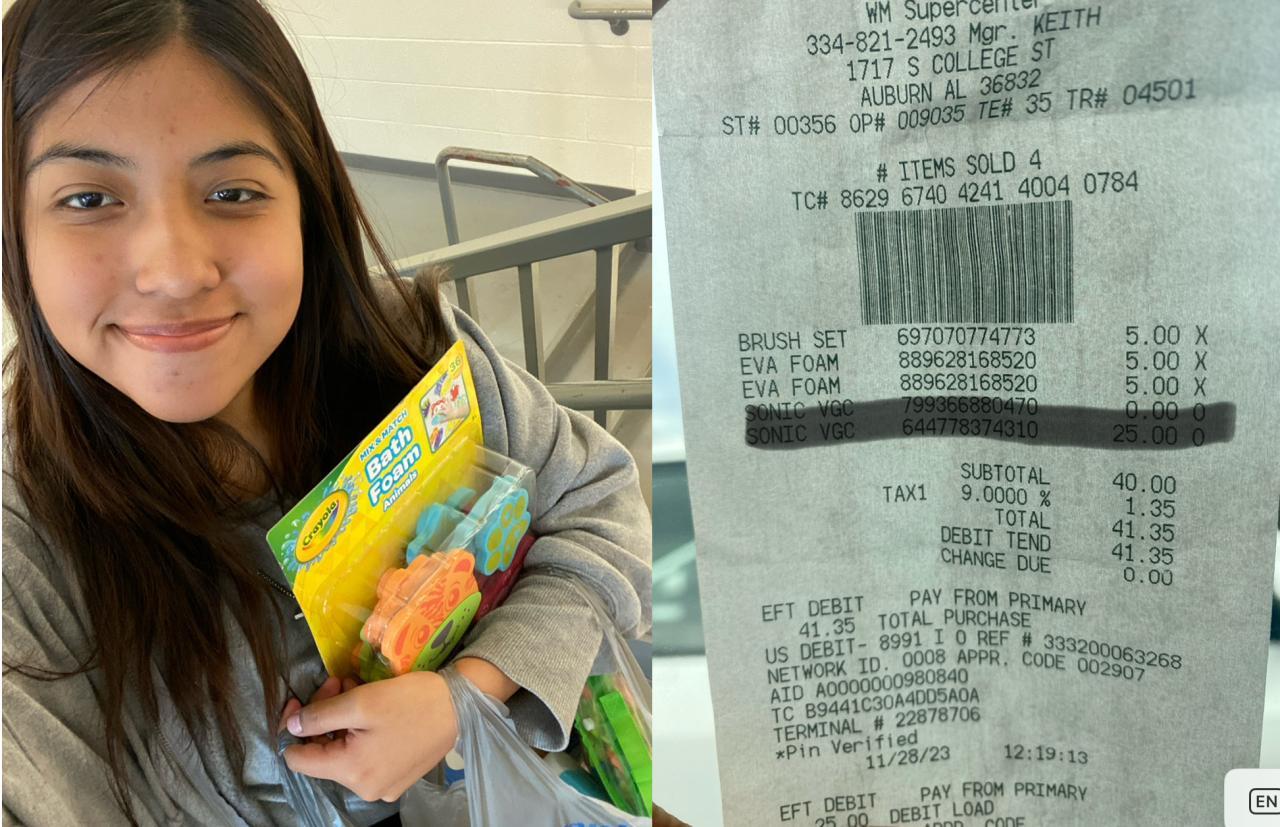 36
MIX & MATCH
Bath
Foam
Animals
Crayola
WM Supercenter
334-821-2493 Mgr. KEITH
1717 S COLLEGE ST
AUBURN AL 36832
ST# 00356 OP# 009035 TE# 35 TR# 04501
# ITEMS SOLD 4
TC# 8629 6740 4241 4004 0784
BRUSH SET 697070774773 5.00 X
EVA FOAM 889628168520 5.00 X
EVA FOAM 889628168520 5.00 X
SONIC VGC 799366880470 0.00 O
SONIC VGC 644778374310 25.00 O
SUBTOTAL 40.00
TAX1 9.0000 % 1.35
TOTAL 41.35
DEBIT TEND 41.35
CHANGE DUE 0.00
EFT DEBIT PAY FROM PRIMARY
41.35 TOTAL PURCHASE
US DEBIT- 8991 I 0 REF # 333200063268
NETWORK ID. 0008 APPR. CODE 002907
AID A0000000980840
TC B9441C30A4DD5A0A
TERMINAL # 22878706
*Pin Verified
11/28/23 12:19:13
EFT DEBIT PAY FROM PRIMARY
25.00 DEBIT LOAD
APPR. CODE
EN